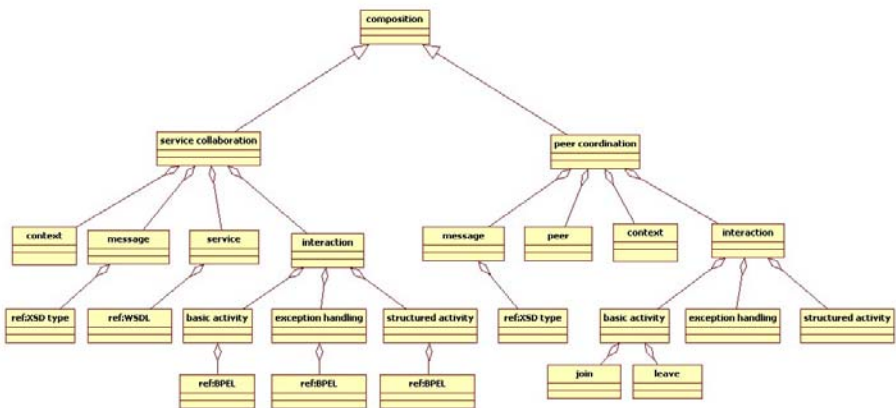 composition
service collaboration
peer coordination
context
message
service
interaction
message
peer
context
interaction
ref:XSD type
ref:WSDL
basic activity
exception handling
structured activity
ref:XSD type
basic activity
exception handling
structured activity
ref:BPEL
ref:BPEL
ref:BPEL
join
leave